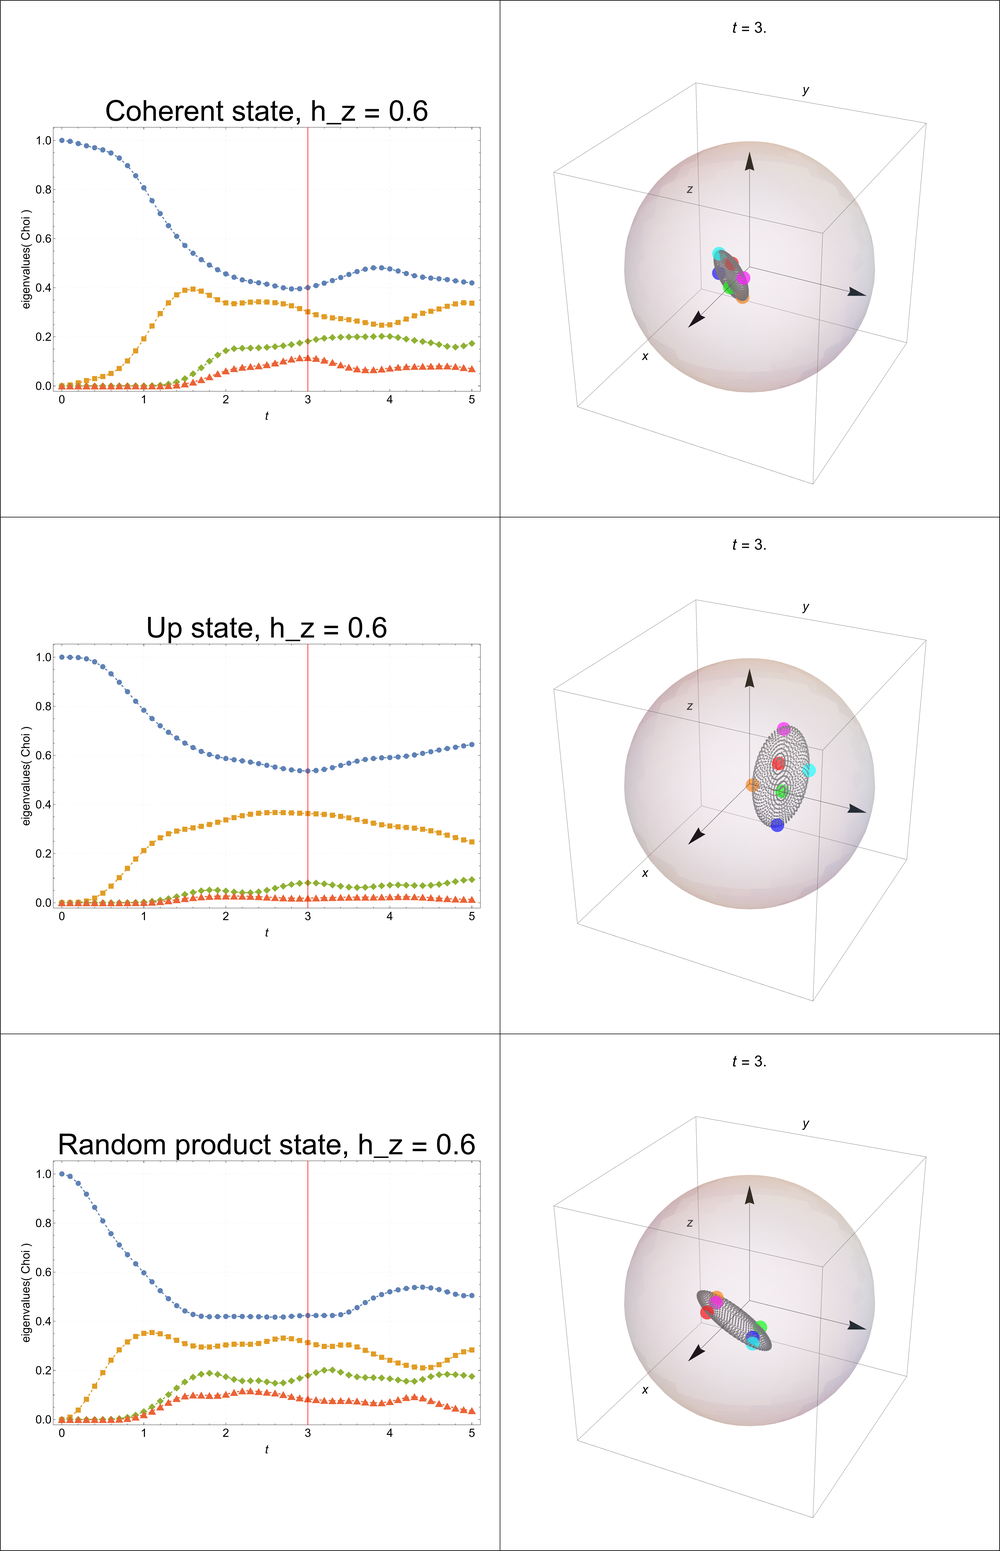 Coherent state, h_z = 0.6
eigenvalues( Choi )
1.0
0.8
0.6
0.4
0.2
0.0
0 1 2 3 4 5
t
t = 3.
y
z
x
Up state, h_z = 0.6
eigenvalues( Choi )
1.0
0.8
0.6
0.4
0.2
0.0
0 1 2 3 4 5
t
t = 3.
y
z
x
Random product state, h_z = 0.6
eigenvalues( Choi )
1.0
0.8
0.6
0.4
0.2
0.0
0 1 2 3 4 5
t
t = 3.
y
z
x